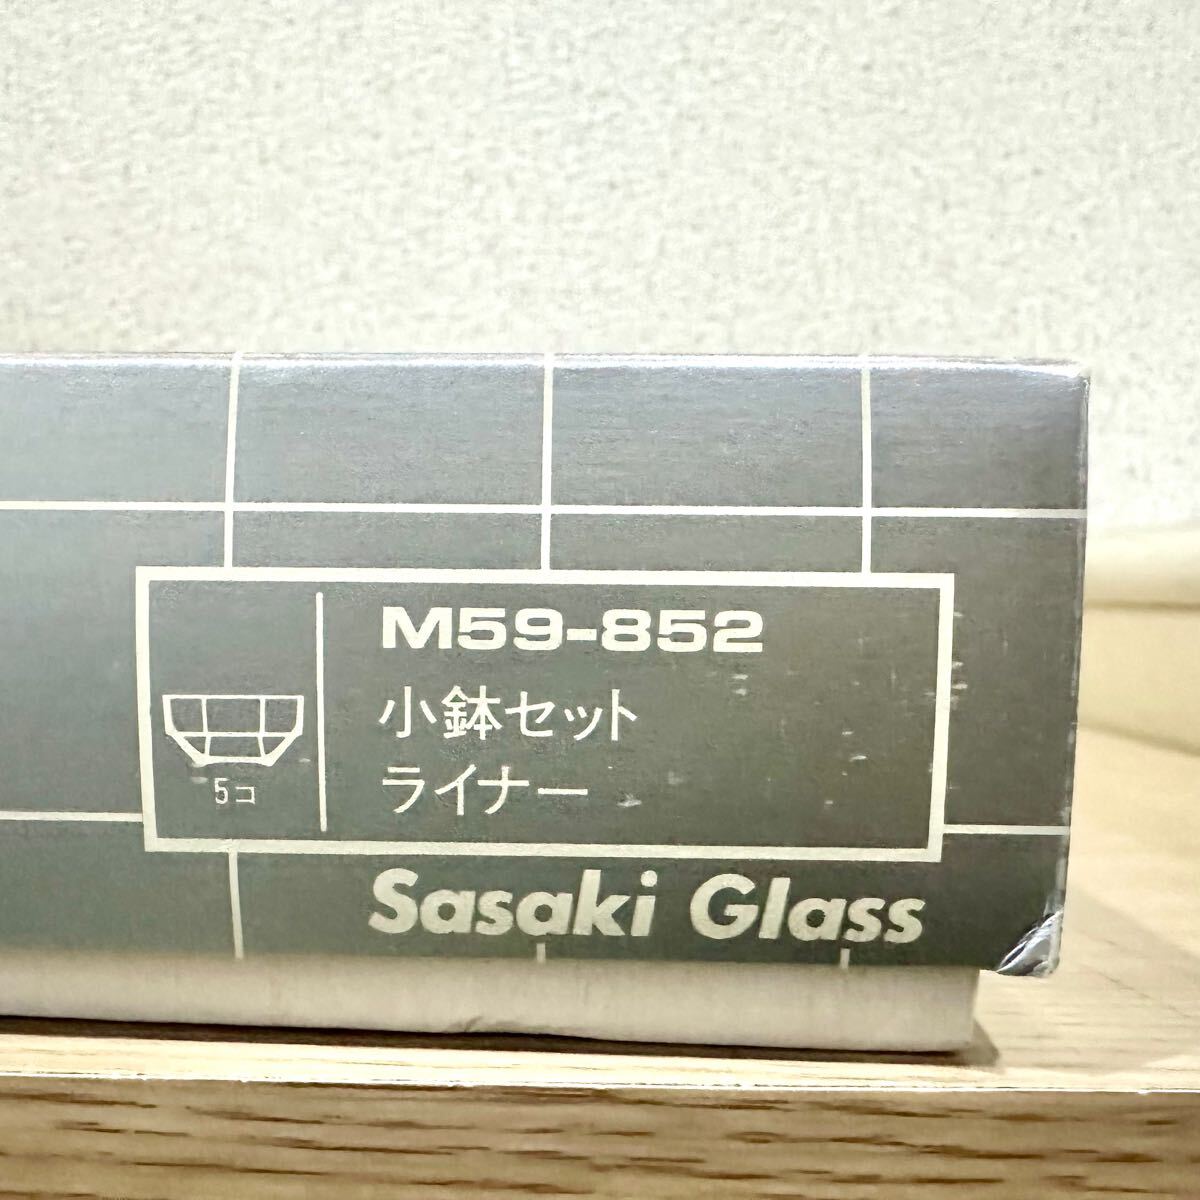 M59-852
小鉢セット
ライナー
5コ
Sasaki Glass